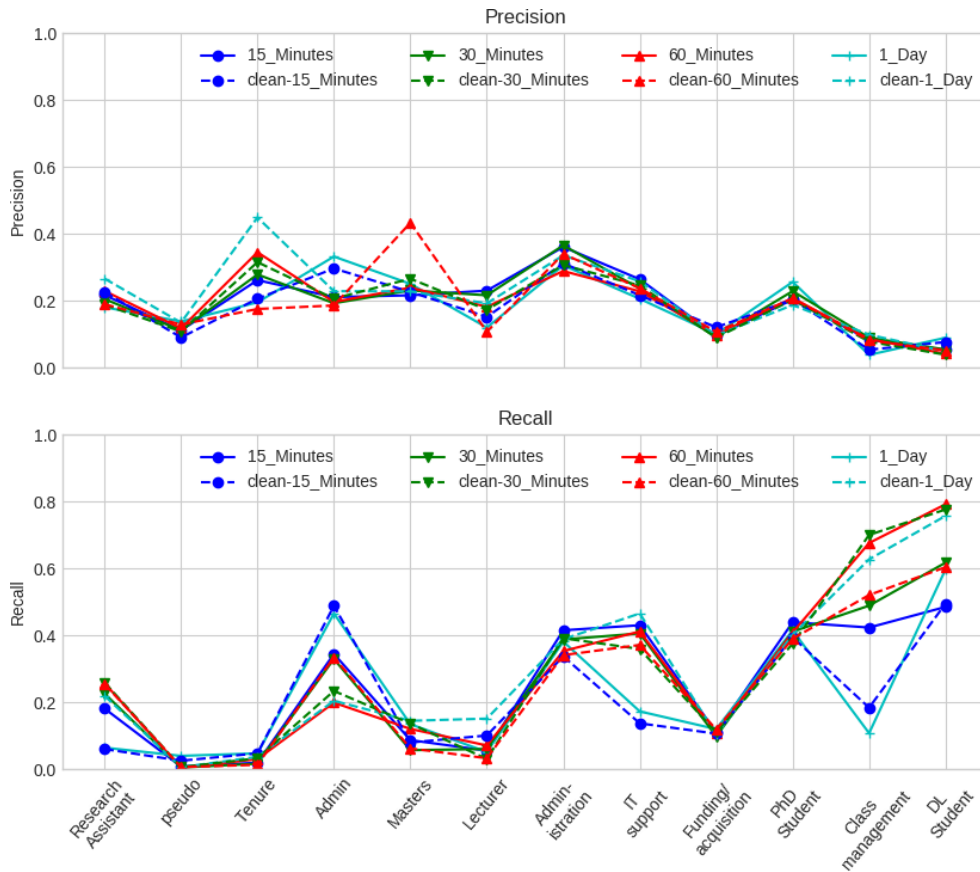 Precision
1.0
0.8
0.6
0.4
0.2
0.0
Precision
15_Minutes
30_Minutes
60_Minutes
1_Day
clean-15_Minutes
clean-30_Minutes
clean-60_Minutes
clean-1_Day
Recall
1.0
0.8
0.6
0.4
0.2
0.0
Recall
15_Minutes
30_Minutes
60_Minutes
1_Day
clean-15_Minutes
clean-30_Minutes
clean-60_Minutes
clean-1_Day
Research
Assistant
pseudo
Tenure
Admin
Masters
Lecturer
Admin-
istration
IT
support
Funding/
acquisition
PhD
Student
Class
management
DL
Student